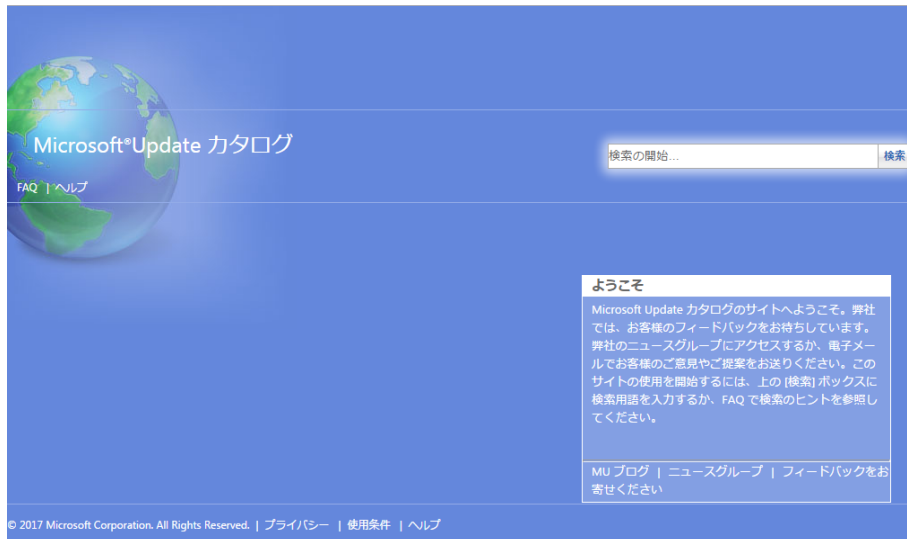 Microsoft®Update カタログ
検索の開始...
検索
FAQ | ヘルプ
ようこそ
Microsoft Update カタログのサイトへようこそ。弊社
では、お客様のフィードバックをお待ちしています。
弊社のニュースグループにアクセスするか、電子メー
ルでお客様のご意見やご提案をお送りください。この
サイトの使用を開始するには、上の [検索] ボックスに
検索用語を入力するか、FAQ で検索のヒントを参照し
てください。
MU ブログ | ニュースグループ | フィードバックをお
寄せください
© 2017 Microsoft Corporation. All Rights Reserved. | プライバシー | 使用条件 | ヘルプ